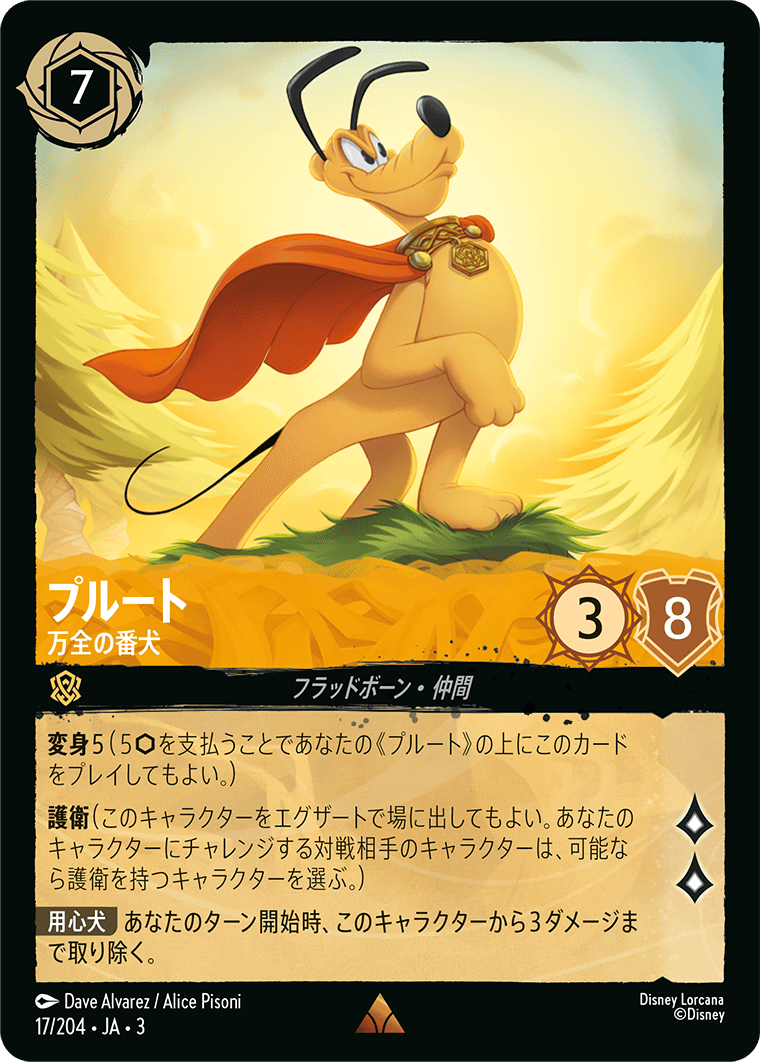 7
プルート
万全の番犬
3
8
フラッドボーン・仲間
変身5(5⬡を支払うことであなたの《プルート》の上にこのカード
をプレイしてもよい。)
護衛(このキャラクターをエグザートで場に出してもよい。あなたの
キャラクターにチャレンジする対戦相手のキャラクターは、可能な
ら護衛を持つキャラクターを選ぶ。)
用心犬 あなたのターン開始時、このキャラクターから3ダメージま
で取り除く。
Dave Alvarez / Alice Pisoni
17/204・JA・3
Disney Lorcana
©Disney